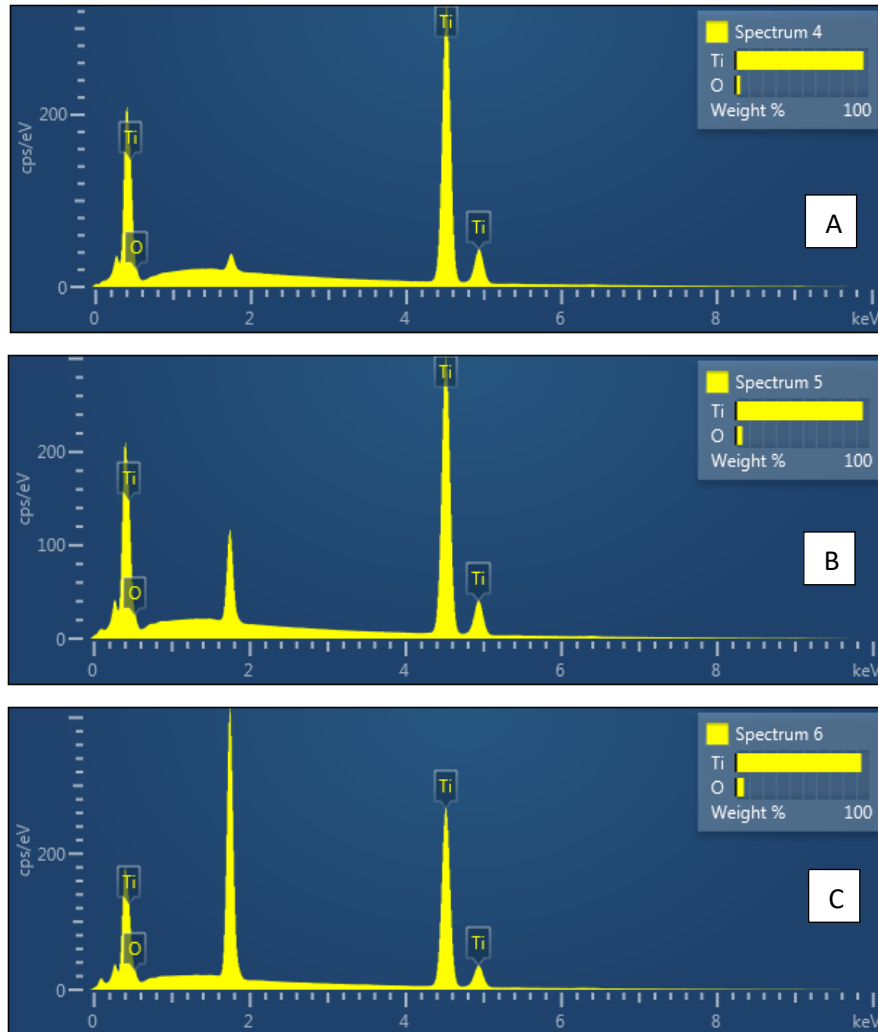 Ti
Spectrum 4
Ti
O
Weight % 100
200
cps/eV
Ti
O
Ti
A
0
0 2 4 6 8 keV
Ti
Spectrum 5
Ti
O
Weight % 100
200
cps/eV
Ti
100
O
Ti
B
0
0 2 4 6 8 keV
Spectrum 6
Ti
O
Weight % 100
Ti
200
cps/eV
Ti
O
Ti
C
0
0 2 4 6 8 keV